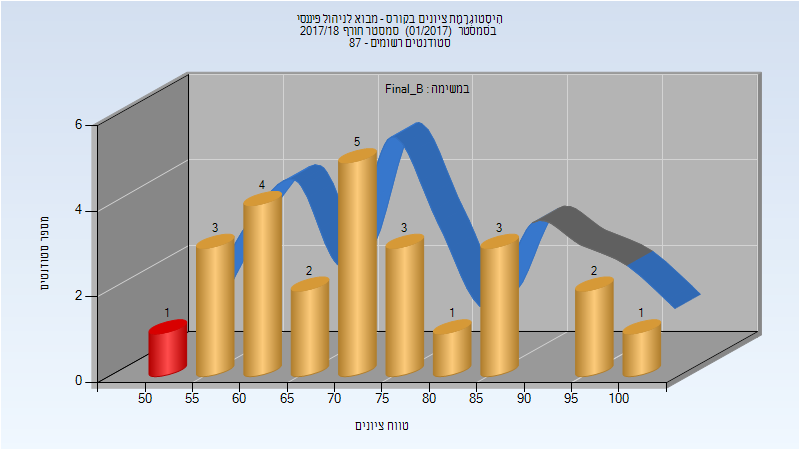 היסטוגרמת ציונים בקורס - מבוא לניהול פיננסי
בסמסטר (01/2017) סמסטר חורף 2017/18
סטודנטים רשומים - 87
במשימה : Final_B
מספר סטודנטים
6
4
2
0
1
3
4
2
5
3
1
3
2
1
50 55 60 65 70 75 80 85 90 95 100
טווח ציונים